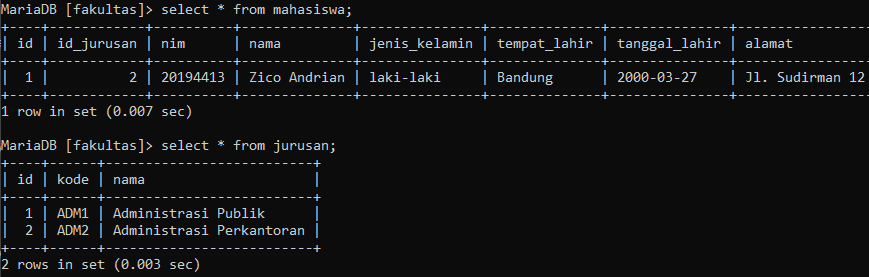 MariaDB [fakultas]> select * from mahasiswa;
+----+------------+----------+--------------+---------------+--------------+---------------+----------------
| id | id_jurusan | nim      | nama         | jenis_kelamin | tempat_lahir | tanggal_lahir | alamat
+----+------------+----------+--------------+---------------+--------------+---------------+----------------
|  1 |          2 | 20194413 | Zico Andrian | laki-laki     | Bandung      | 2000-03-27    | Jl. Sudirman 12
+----+------------+----------+--------------+---------------+--------------+---------------+----------------
1 row in set (0.007 sec)
MariaDB [fakultas]> select * from jurusan;
+----+------+--------------------------+
| id | kode | nama                     |
+----+------+--------------------------+
|  1 | ADM1 | Administrasi Publik      |
|  2 | ADM2 | Administrasi Perkantoran |
+----+------+--------------------------+
2 rows in set (0.003 sec)